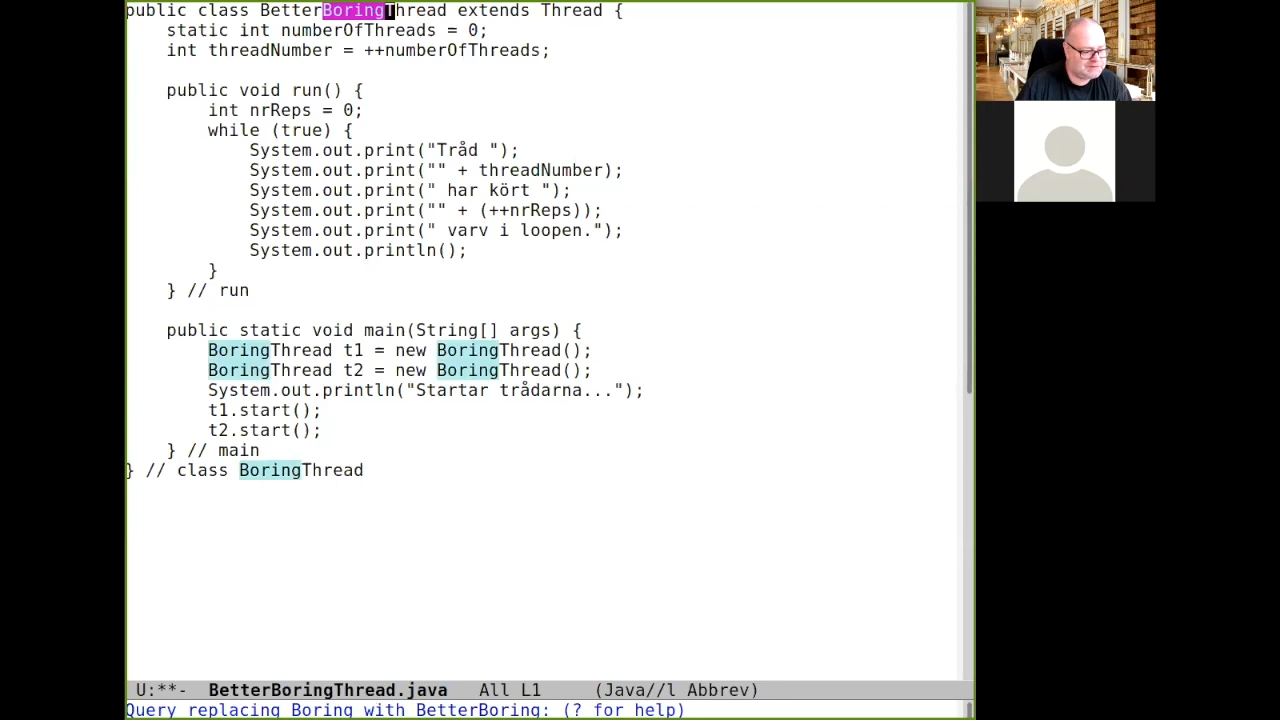 public class BetterBoringThread extends Thread {
    static int numberOfThreads = 0;
    int threadNumber = ++numberOfThreads;

    public void run() {
        int nrReps = 0;
        while (true) {
            System.out.print("Tråd ");
            System.out.print("" + threadNumber);
            System.out.print(" har kört ");
            System.out.print("" + (++nrReps));
            System.out.print(" varv i loopen.");
            System.out.println();
        }
    } // run

    public static void main(String[] args) {
        BoringThread t1 = new BoringThread();
        BoringThread t2 = new BoringThread();
        System.out.println("Startar trådarna...");
        t1.start();
        t2.start();
    } // main
} // class BoringThread
U:**-  BetterBoringThread.java   All L1     (Java//l Abbrev)
Query replacing Boring with BetterBoring: (? for help)